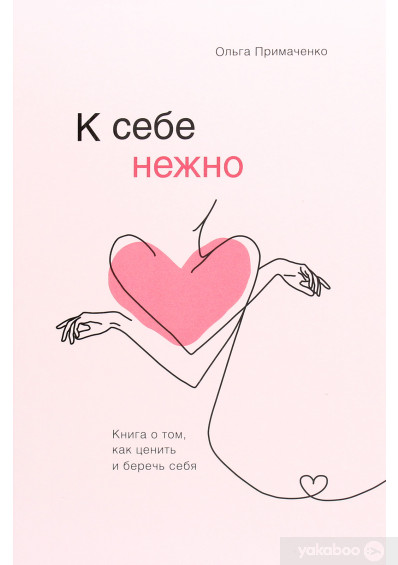 Ольга Примаченко
К себе
нежно
Книга о том,
как ценить
и беречь себя
yakaboo